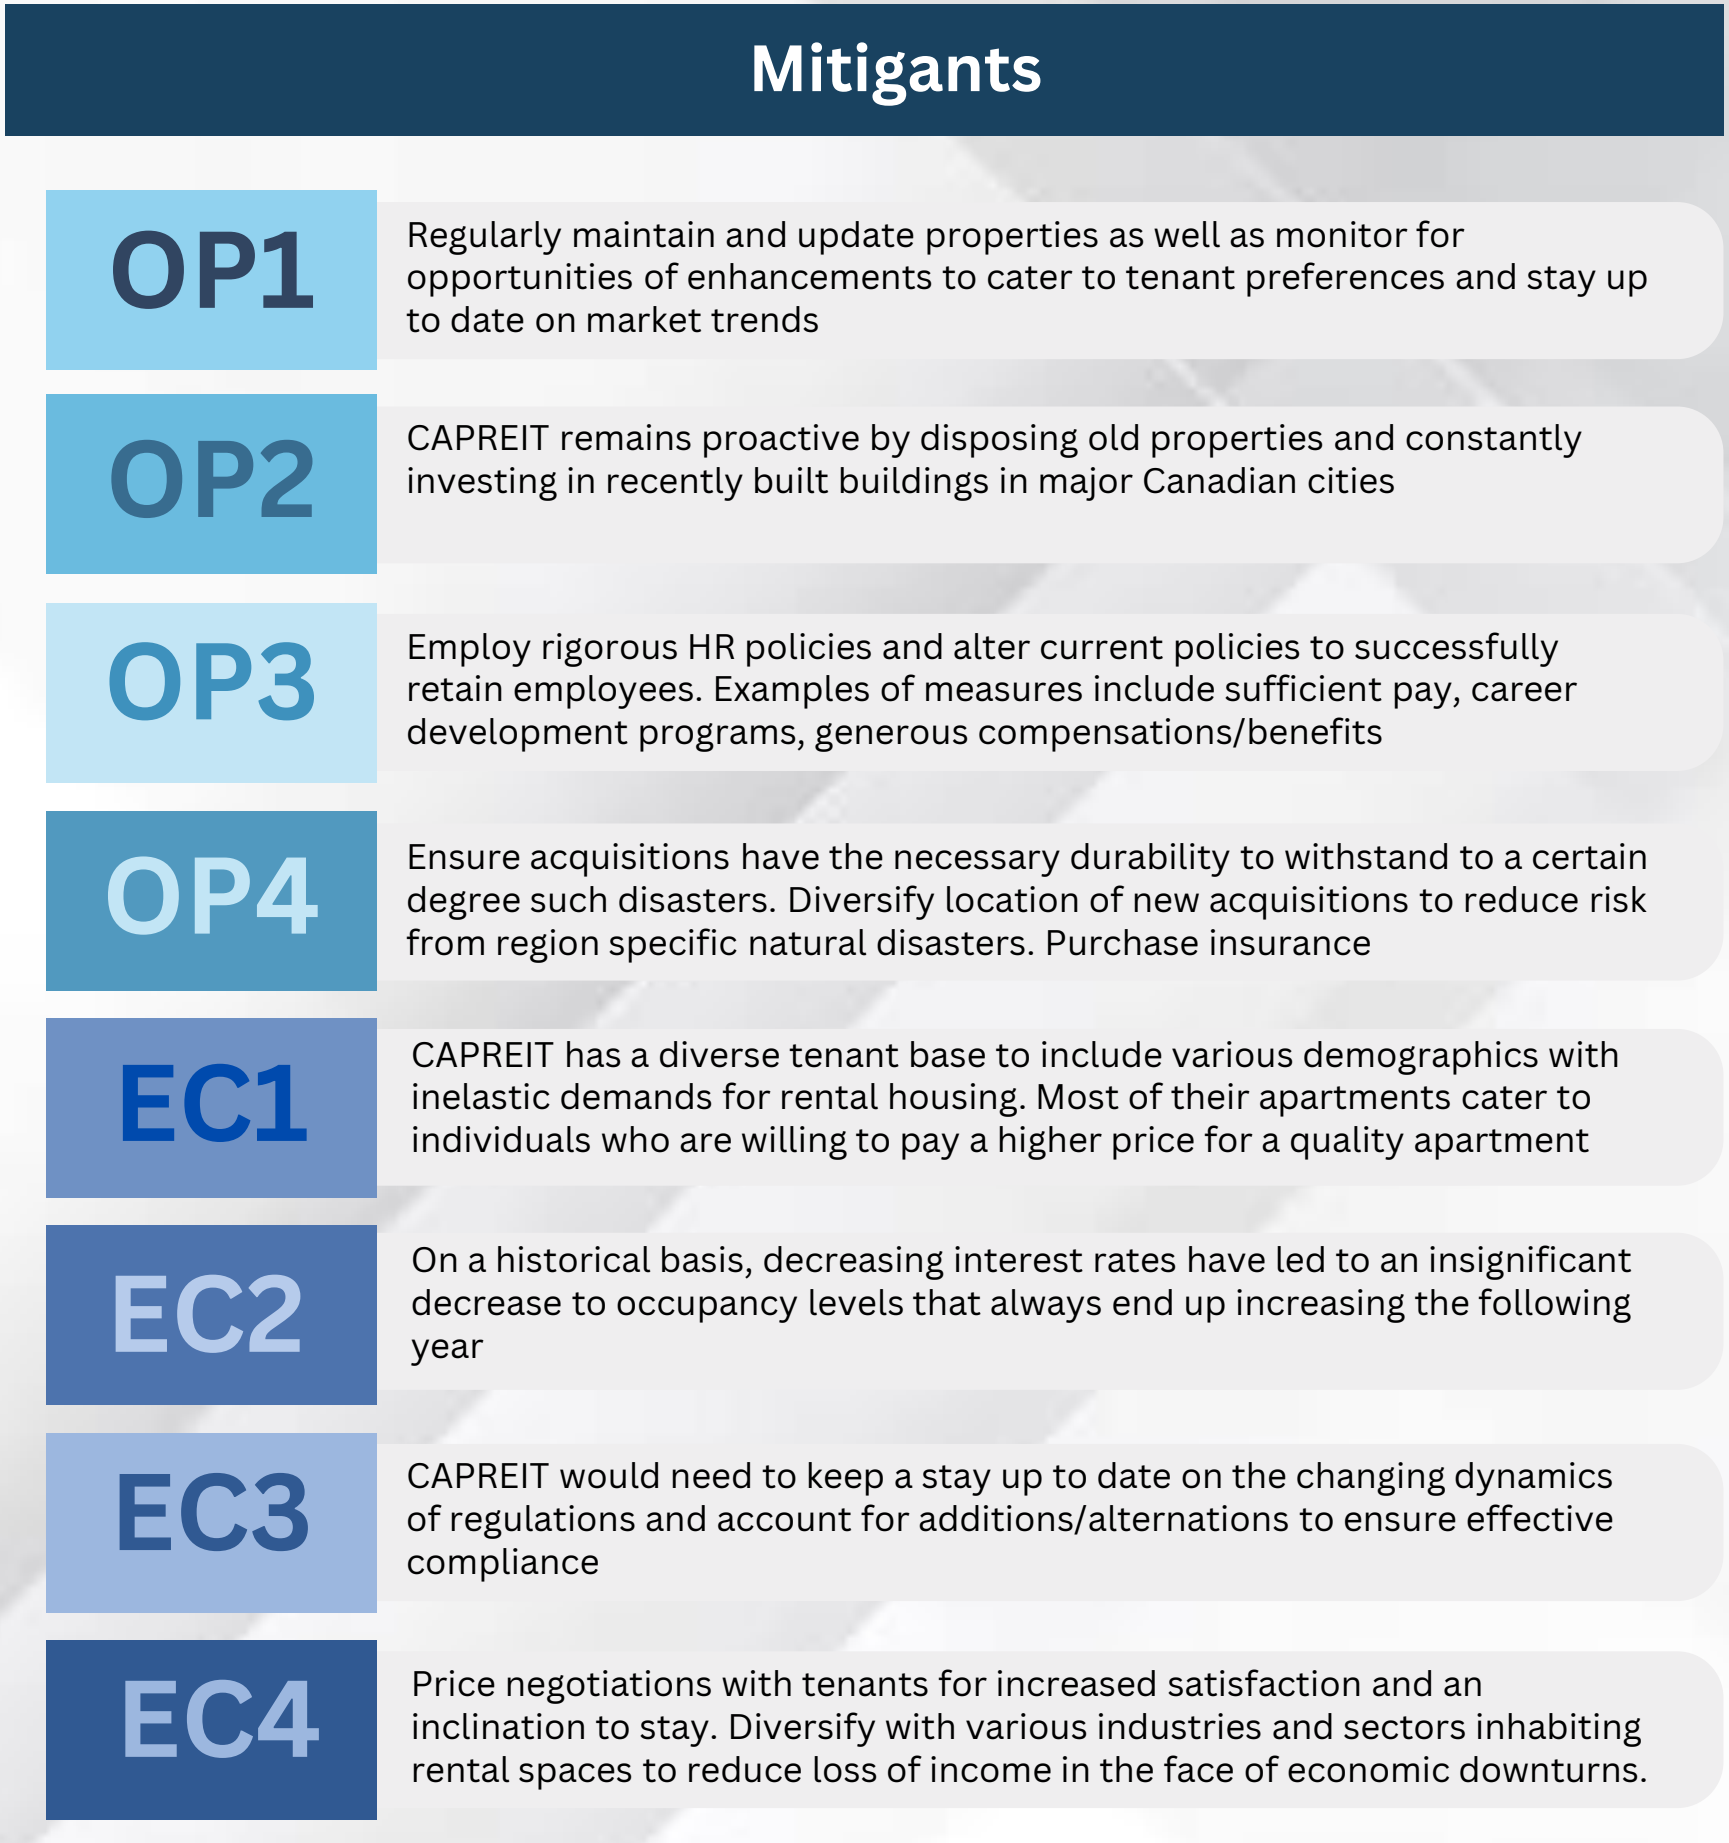 Mitigants
OP1
Regularly maintain and update properties as well as monitor for
opportunities of enhancements to cater to tenant preferences and stay up
to date on market trends
OP2
CAPREIT remains proactive by disposing old properties and constantly
investing in recently built buildings in major Canadian cities
OP3
Employ rigorous HR policies and alter current policies to successfully
retain employees. Examples of measures include sufficient pay, career
development programs, generous compensations/benefits
OP4
Ensure acquisitions have the necessary durability to withstand to a certain
degree such disasters. Diversify location of new acquisitions to reduce risk
from region specific natural disasters. Purchase insurance
EC1
CAPREIT has a diverse tenant base to include various demographics with
inelastic demands for rental housing. Most of their apartments cater to
individuals who are willing to pay a higher price for a quality apartment
EC2
On a historical basis, decreasing interest rates have led to an insignificant
decrease to occupancy levels that always end up increasing the following
year
EC3
CAPREIT would need to keep a stay up to date on the changing dynamics
of regulations and account for additions/alternations to ensure effective
compliance
EC4
Price negotiations with tenants for increased satisfaction and an
inclination to stay. Diversify with various industries and sectors inhabiting
rental spaces to reduce loss of income in the face of economic downturns.